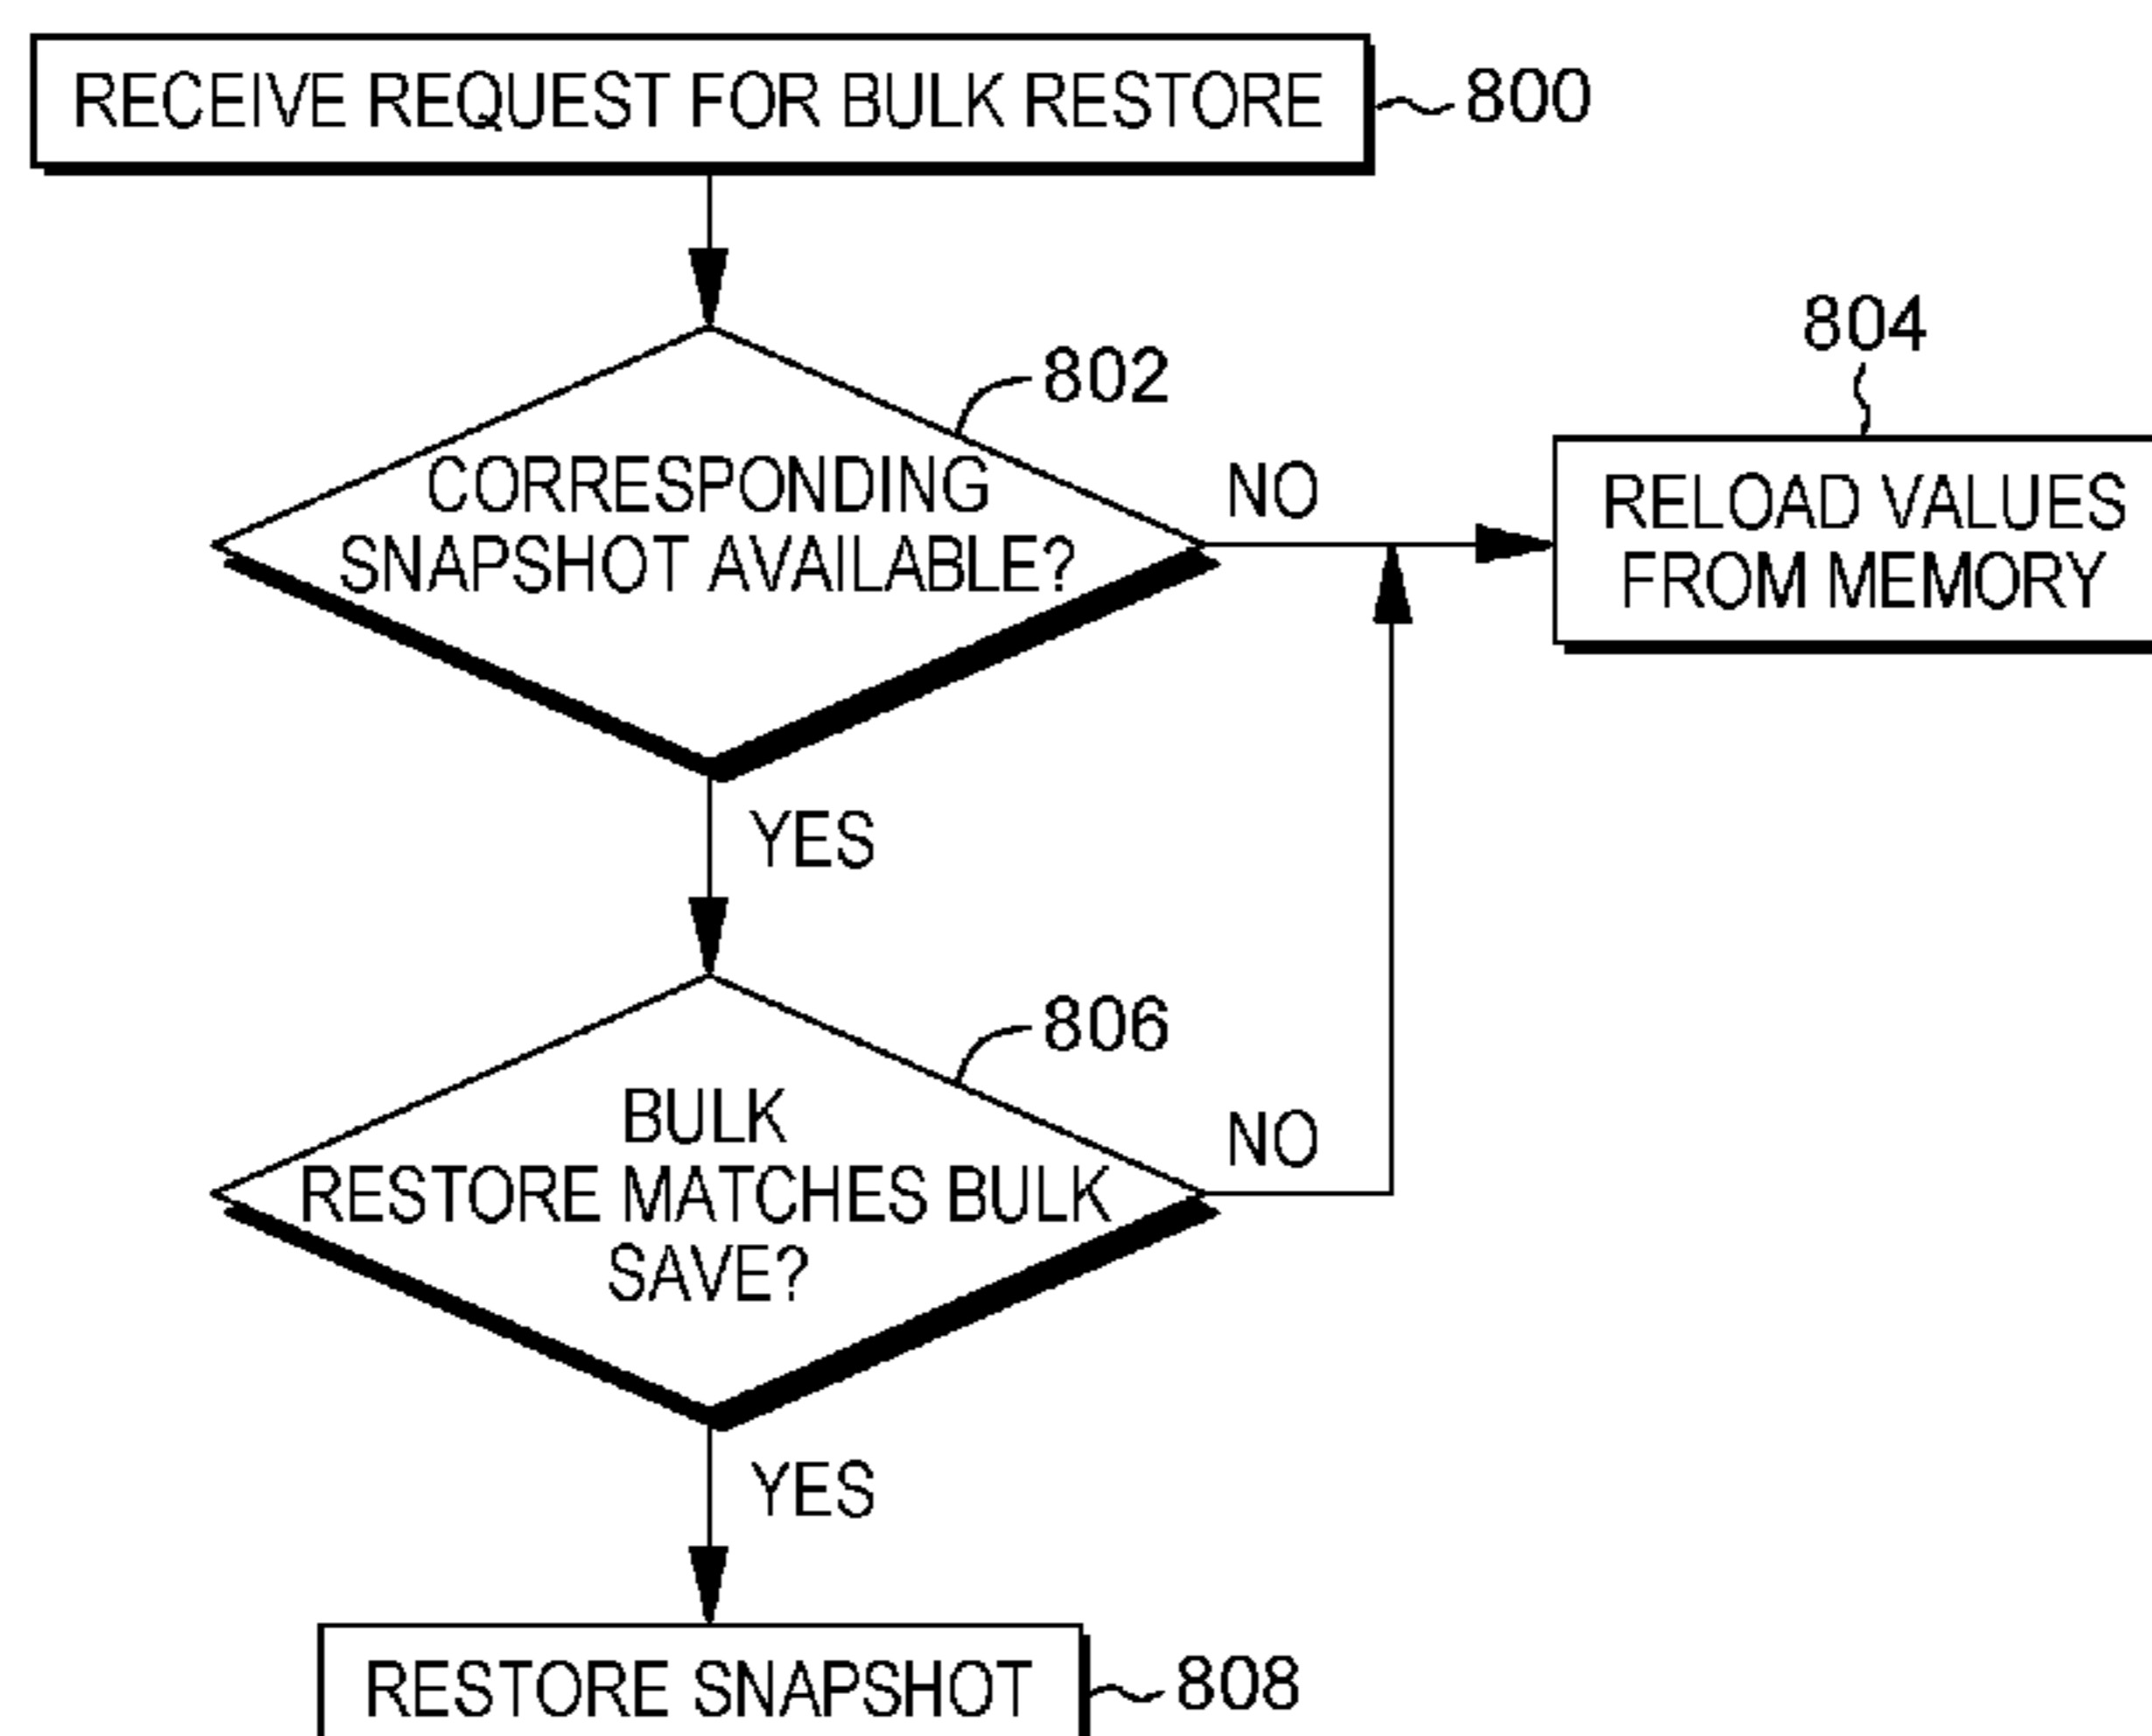 RECEIVE REQUEST FOR BULK RESTORE
800
802
CORRESPONDING
SNAPSHOT AVAILABLE?
NO
804
RELOAD VALUES
FROM MEMORY
YES
806
BULK
RESTORE MATCHES BULK
SAVE?
NO
YES
RESTORE SNAPSHOT
808